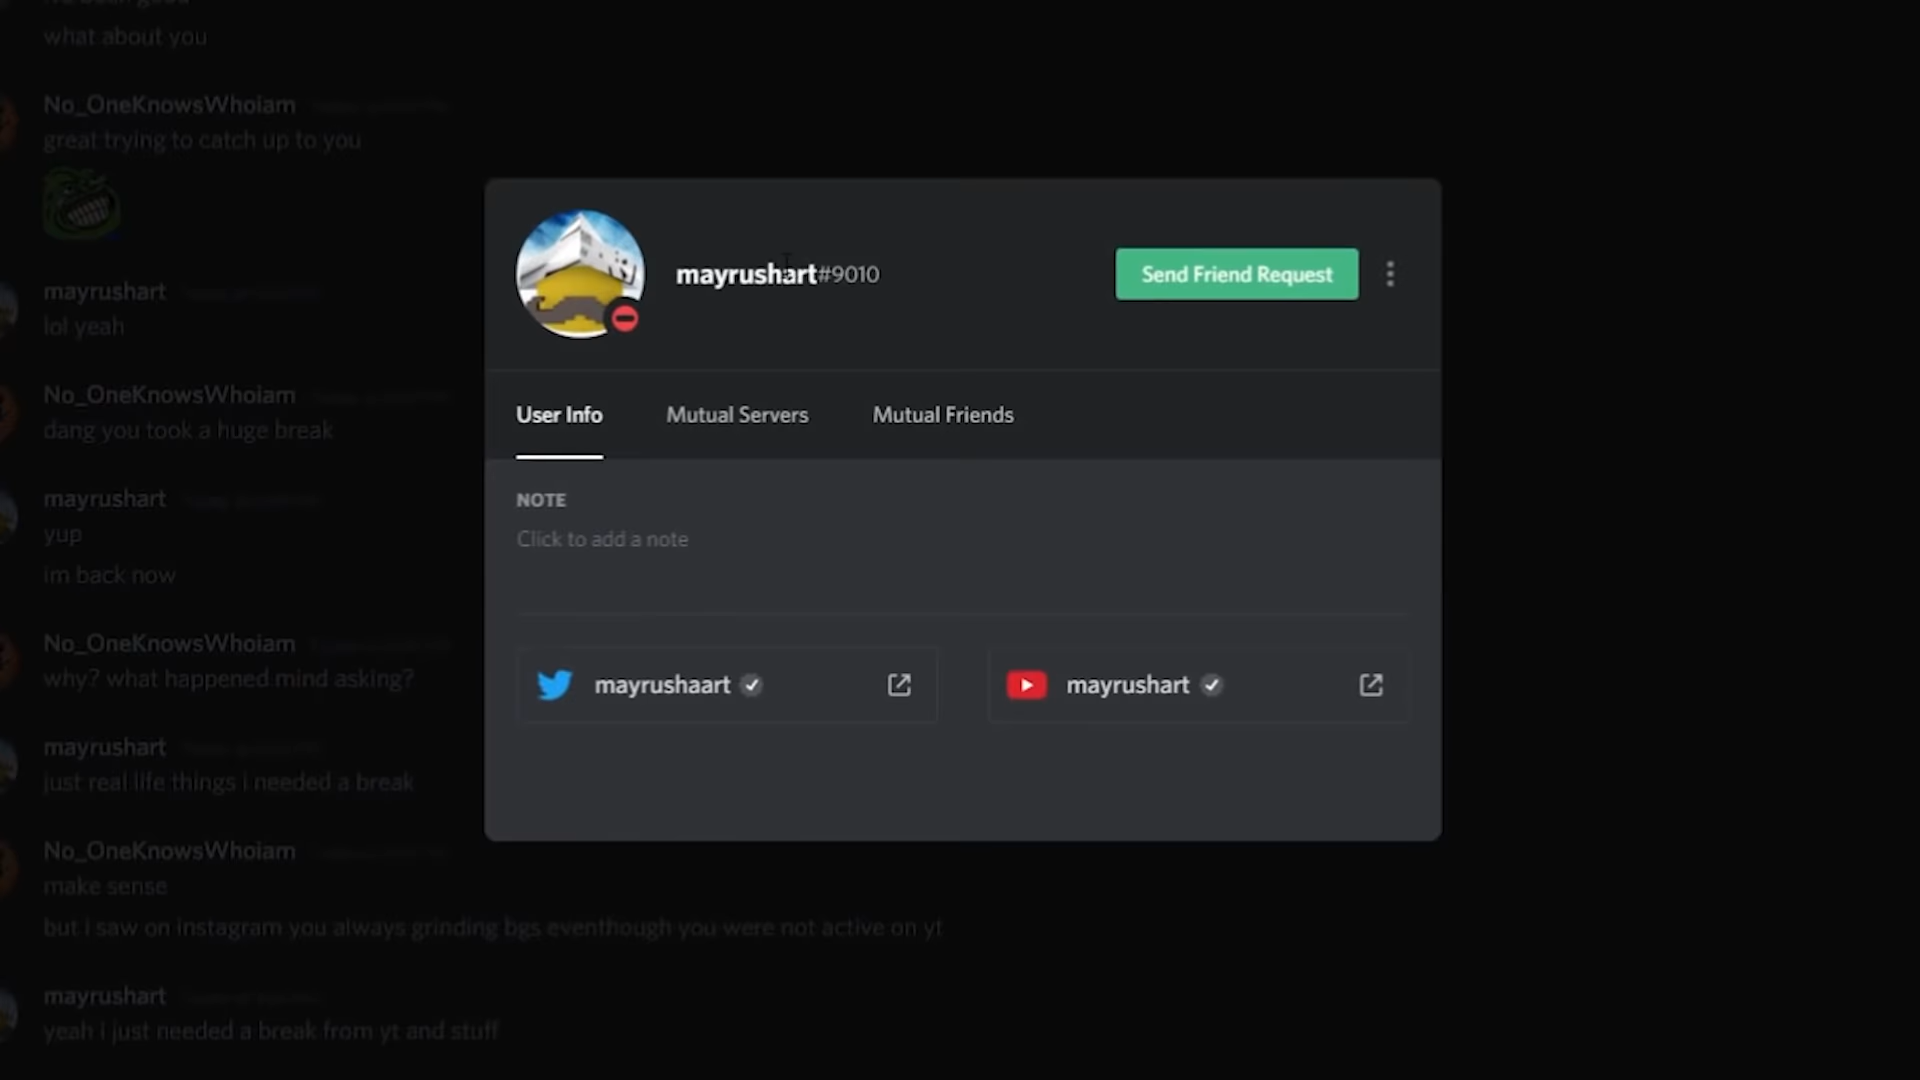 what about you
No_OneKnowsWhoiam
great trying to catch up to you
mayrushart
lol yeah
No_OneKnowsWhoiam
dang you took a huge break
mayrushart
yup
im back now
No_OneKnowsWhoiam
why? what happened mind asking?
mayrushart
just real life things i needed a break
No_OneKnowsWhoiam
make sense
but i saw on instagram you always grinding bgs eventhough you were not active on yt
mayrushart
yeah I just needed a break from yt and stuff
mayrushart#9010
Send Friend Request
User Info Mutual Servers Mutual Friends
NOTE
Click to add a note
mayrushaart mayrushart